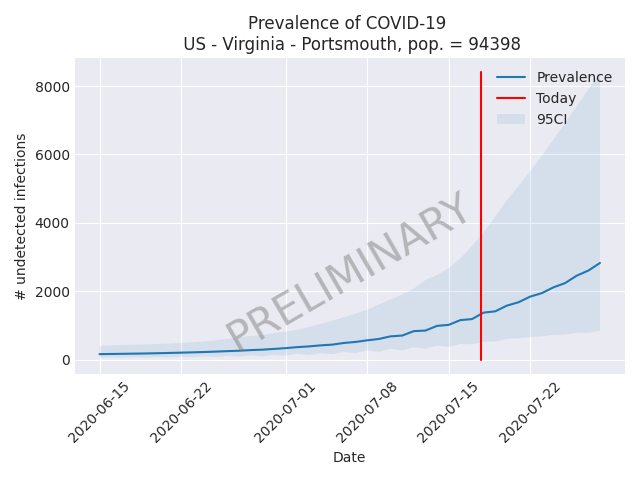 Prevalence of COVID-19
US - Virginia - Portsmouth, pop. = 94398
Prevalence
Today
95CI
PRELIMINARY
# undetected infections
8000
6000
4000
2000
0
2020-06-15
2020-06-22
2020-07-01
2020-07-08
2020-07-15
2020-07-22
Date